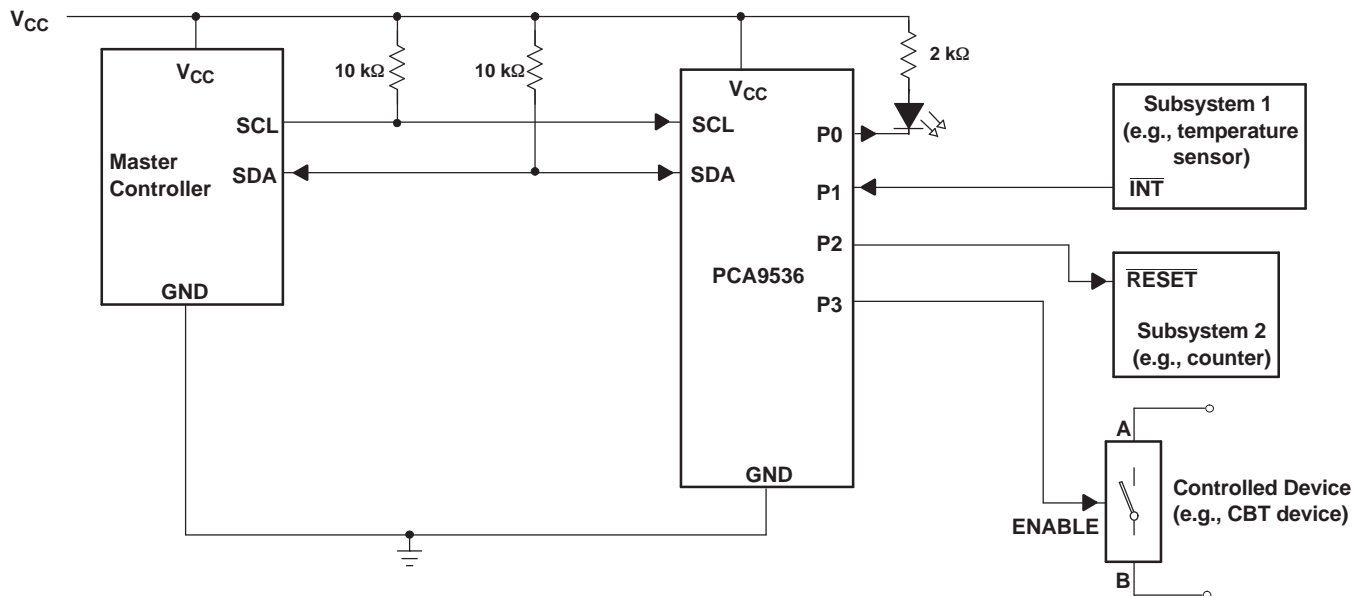 VCC
VCC
10 kΩ
10 kΩ
2 kΩ
VCC
SCL
SCL
P0
Master
Controller
SDA
SDA
P1
Subsystem 1
(e.g., temperature
sensor)
INT
P2
PCA9536
P3
GND
RESET
Subsystem 2
(e.g., counter)
A
GND
ENABLE
Controlled Device
(e.g., CBT device)
B